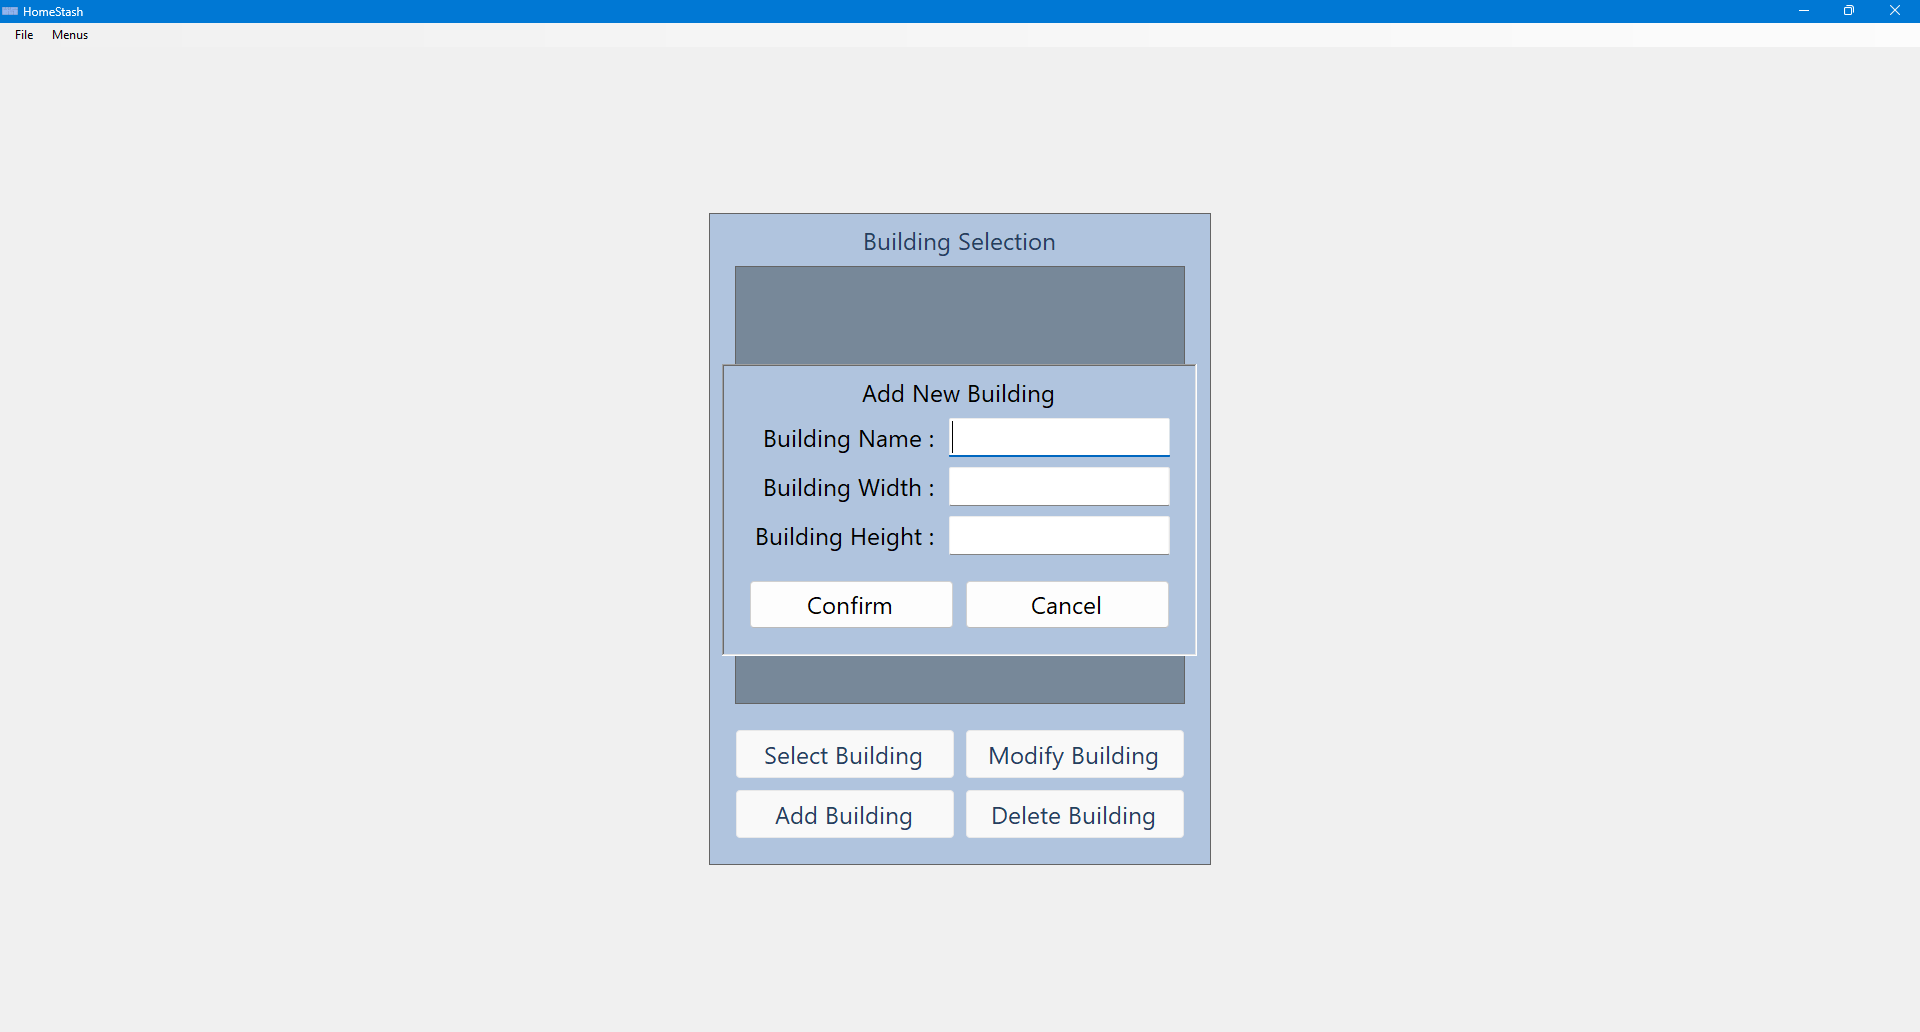 HomeStash
File Menus
Building Selection
Add New Building
Building Name :
Building Width :
Building Height :
Confirm Cancel
Select Building Modify Building
Add Building Delete Building